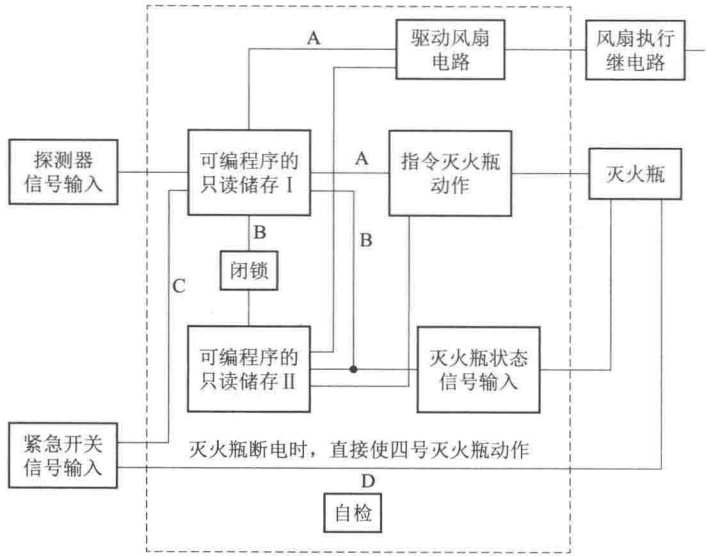 A
驱动风扇
电路
风扇执行
继电路
探测器
信号输入
可编程序的
只读储存Ⅰ
A
指令灭火瓶
动作
灭火瓶
B
B
闭锁
C
可编程序的
只读储存Ⅱ
灭火瓶状态
信号输入
紧急开关
信号输入
灭火瓶断电时，直接使四号灭火瓶动作
D
自检